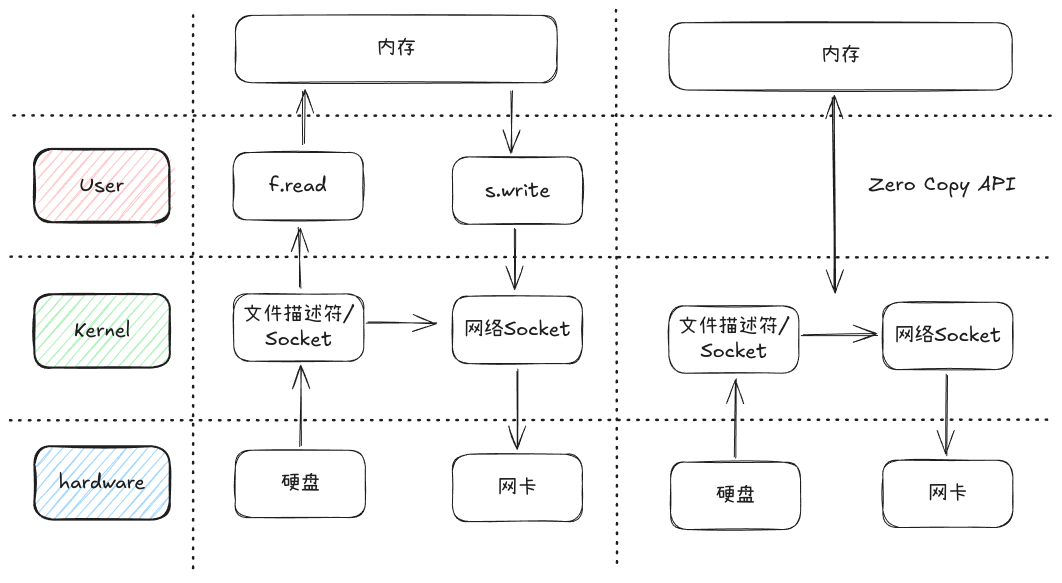 内存
内存
User
f.read
s.write
Zero Copy API
Kernel
文件描述符/
Socket
网络Socket
文件描述符/
Socket
网络Socket
hardware
硬盘
网卡
硬盘
网卡